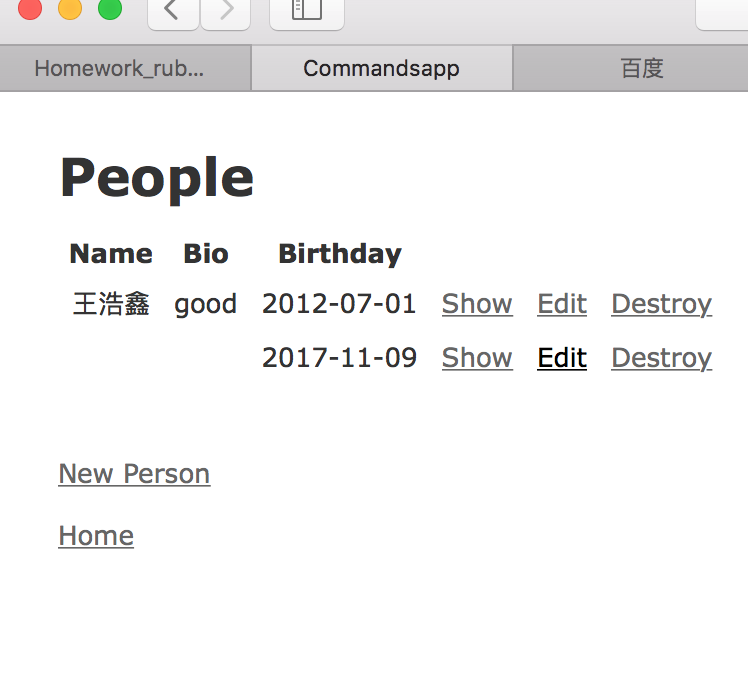 Homework_rub... Commandsapp 百度
People
Name Bio Birthday
王浩鑫 good 2012-07-01 Show Edit Destroy
2017-11-09 Show Edit Destroy
New Person
Home